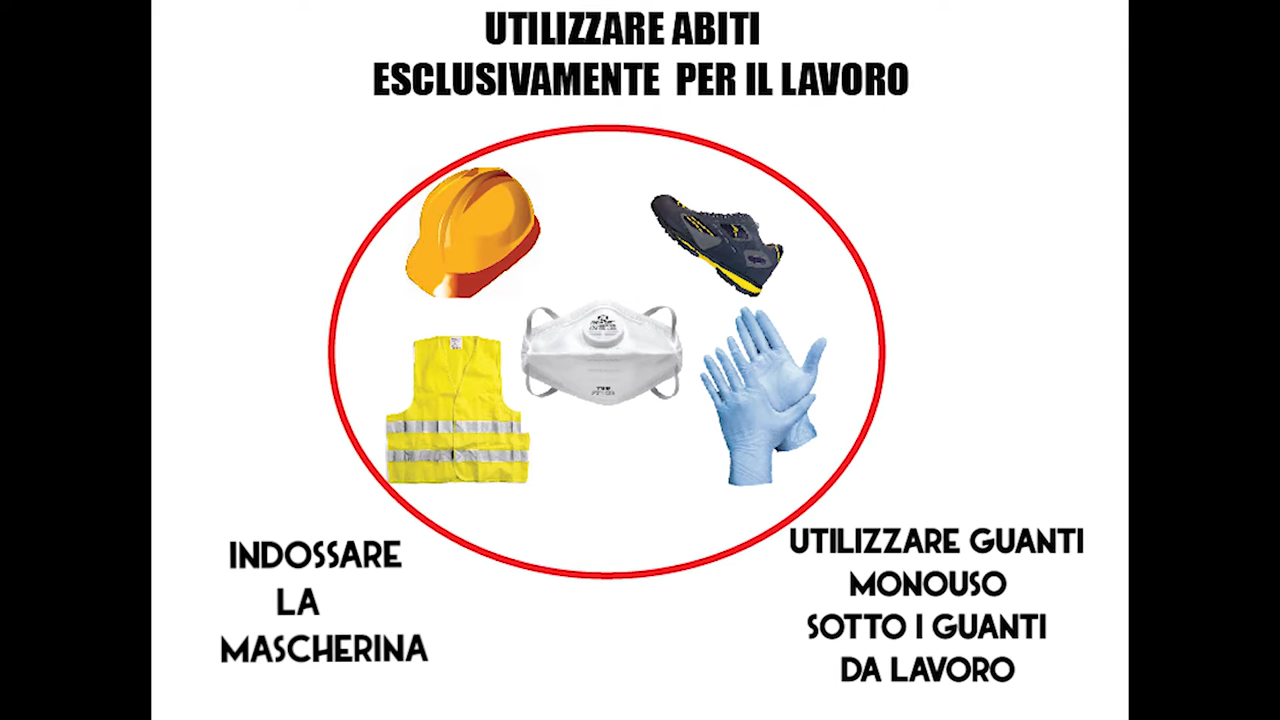 UTILIZZARE ABITI
ESCLUSIVAMENTE PER IL LAVORO
INDOSSARE
LA
MASCHERINA
UTILIZZARE GUANTI
MONOUSO
SOTTO I GUANTI
DA LAVORO